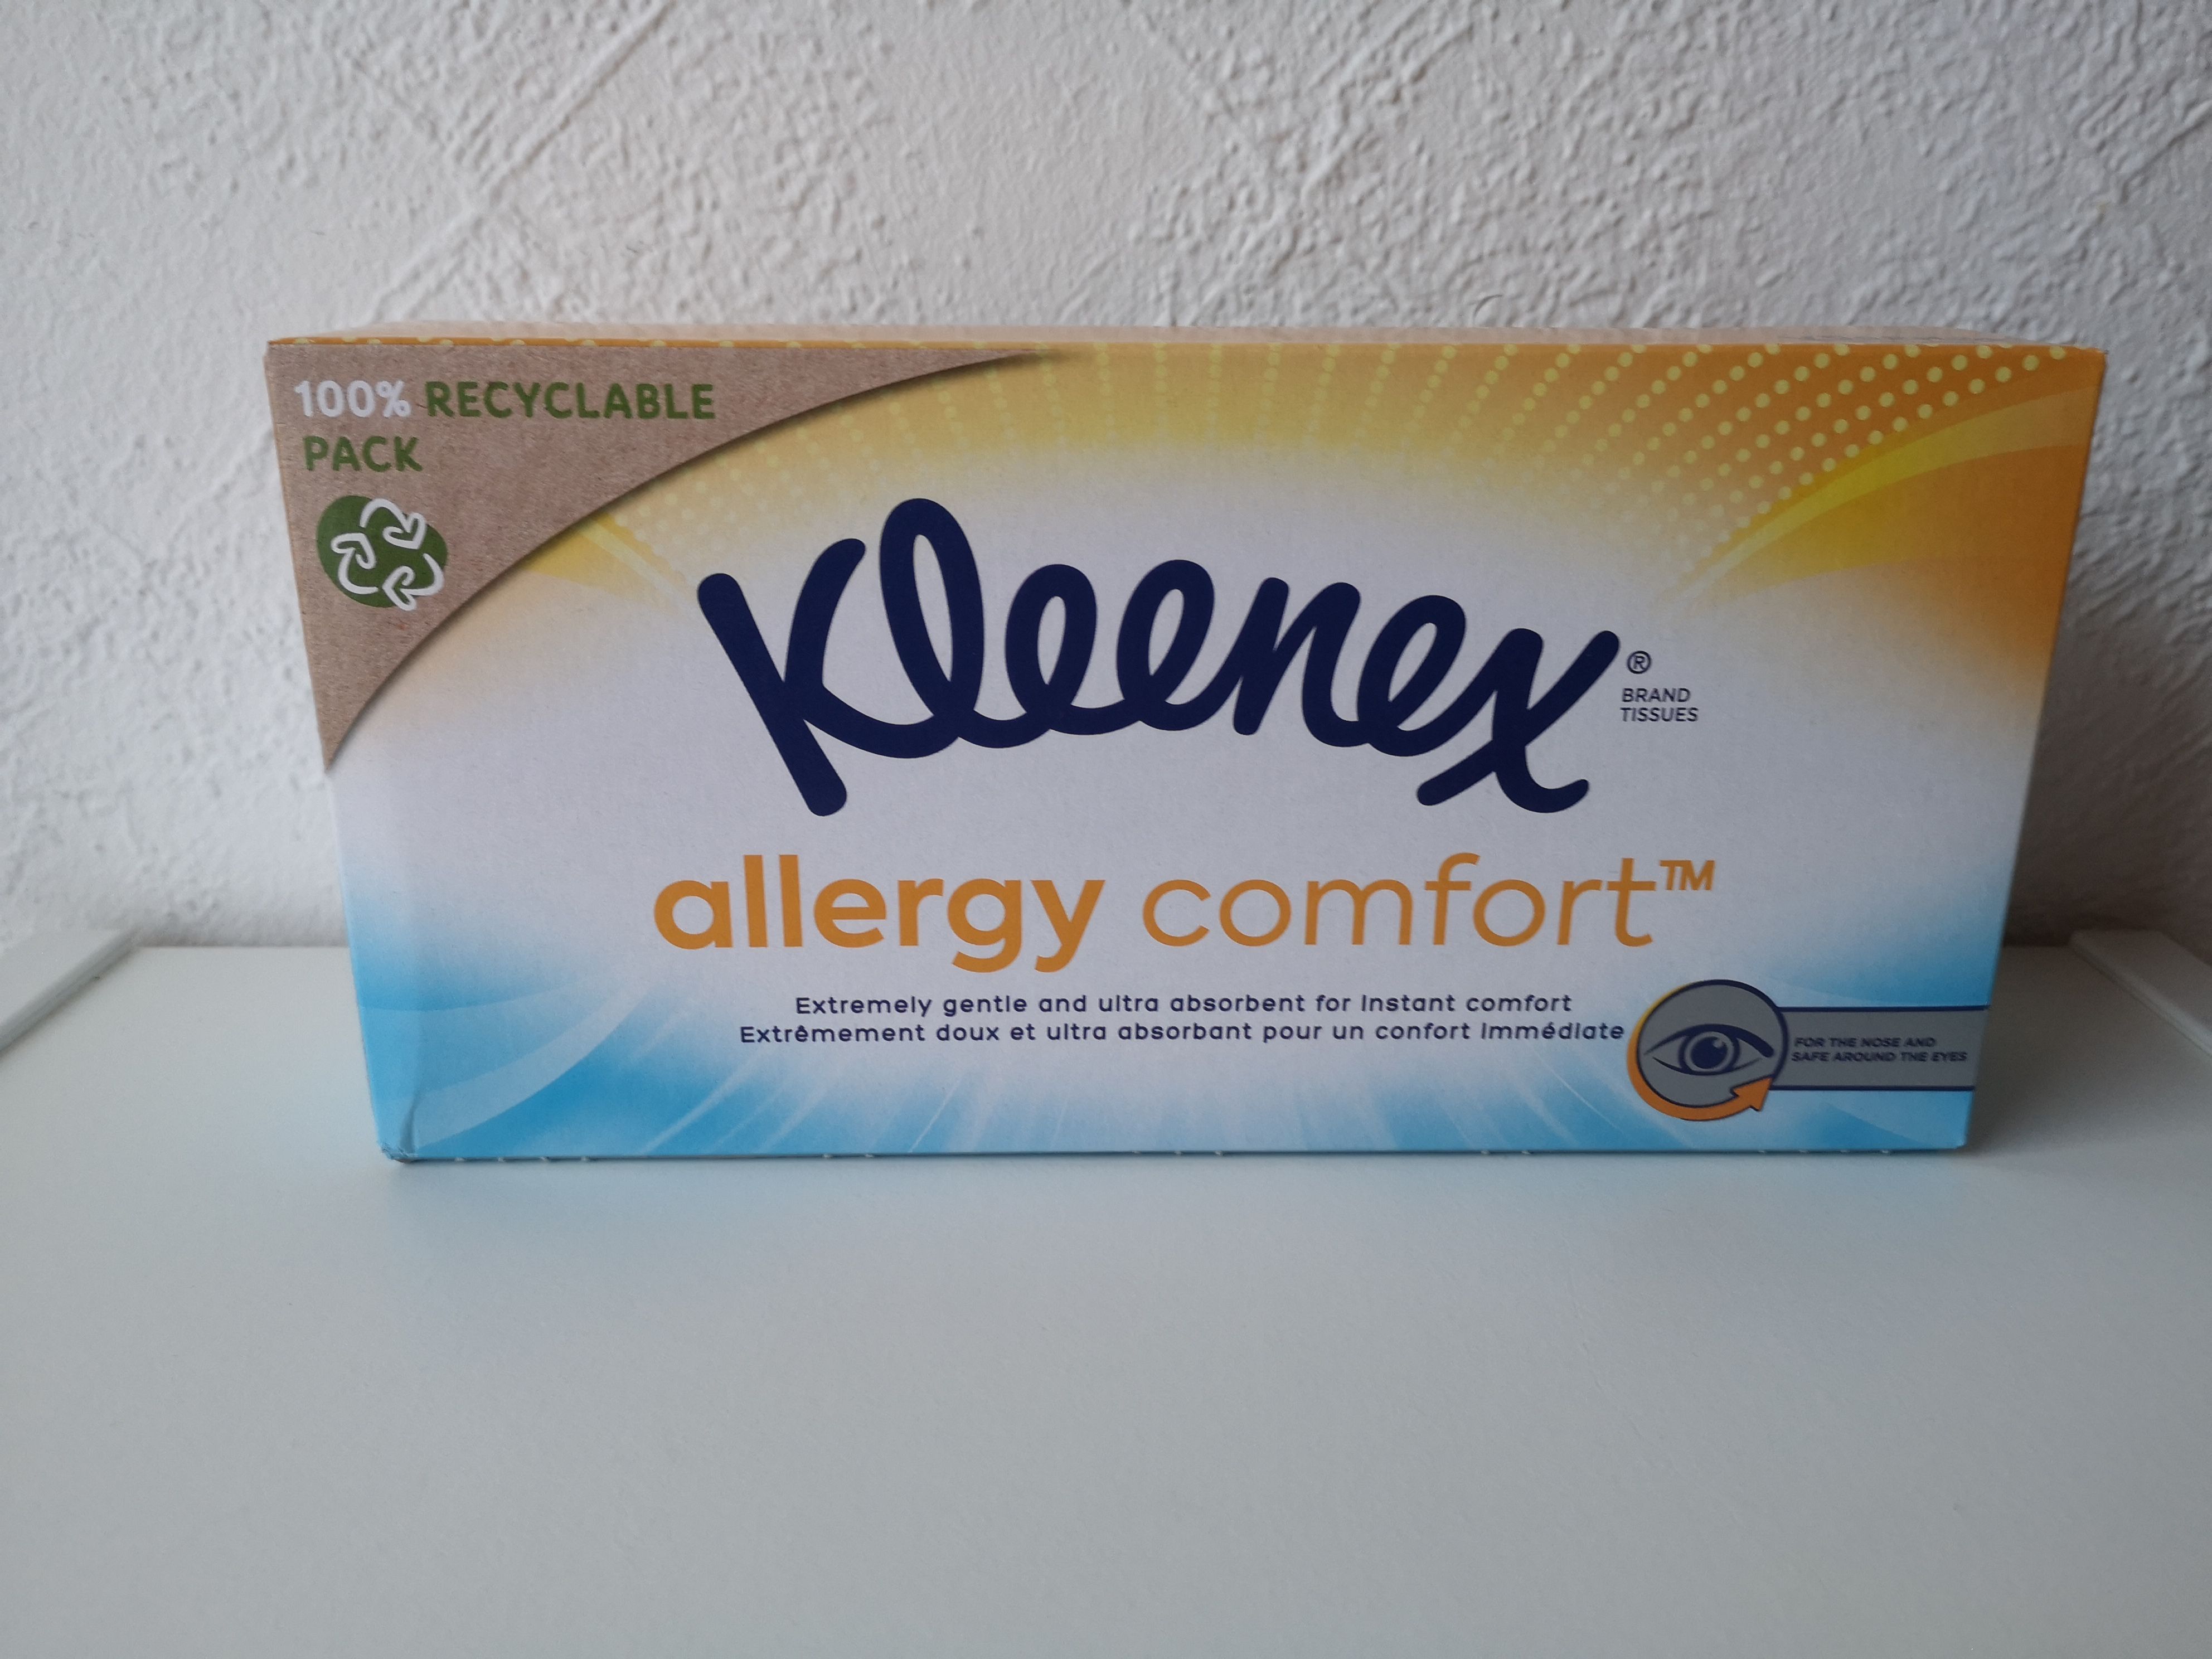 100% RECYCLABLE
PACK
Kleenex®
BRAND
TISSUES
allergy comfort™
Extremely gentle and ultra absorbent for instant comfort
Extrêmement doux et ultra absorbant pour un confort immédiate
FOR THE NOSE AND
SAFE AROUND THE EYES